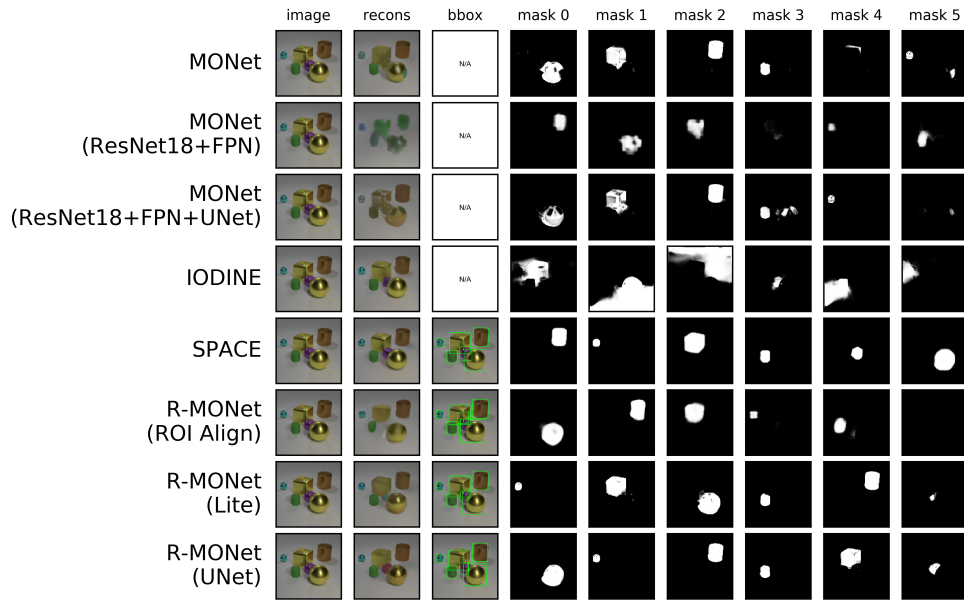 image recons bbox mask 0 mask 1 mask 2 mask 3 mask 4 mask 5
MONet
N/A
MONet
(ResNet18+FPN)
N/A
MONet
(ResNet18+FPN+UNet)
N/A
IODINE
N/A
SPACE
R-MONet
(ROI Align)
R-MONet
(Lite)
R-MONet
(UNet)